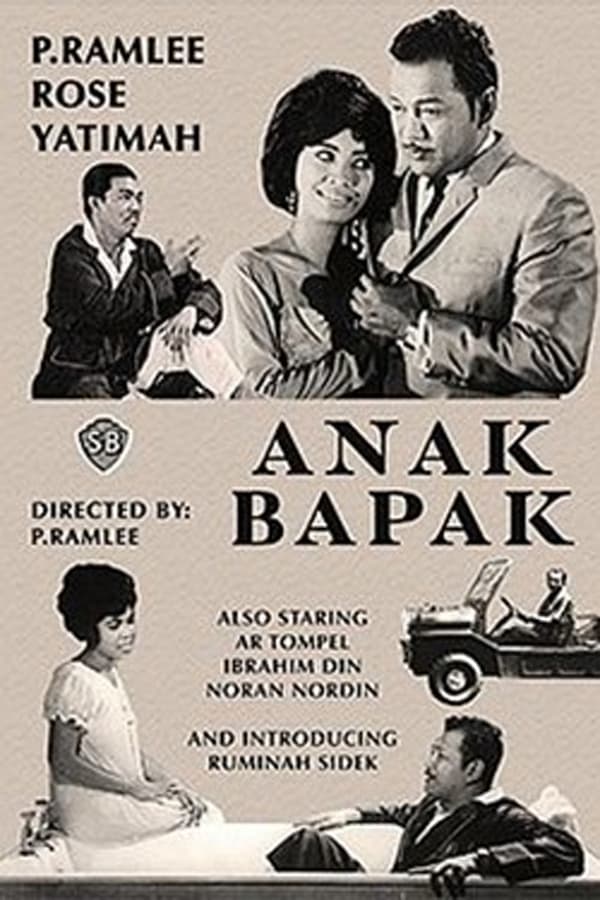 P.RAMLEE
ROSE
YATIMAH
SB
ANAK
BAPAK
DIRECTED BY:
P.RAMLEE
ALSO STARING
AR TOMPEL
IBRAHIM DIN
NORAN NORDIN
AND INTRODUCING
RUMINAH SIDEK